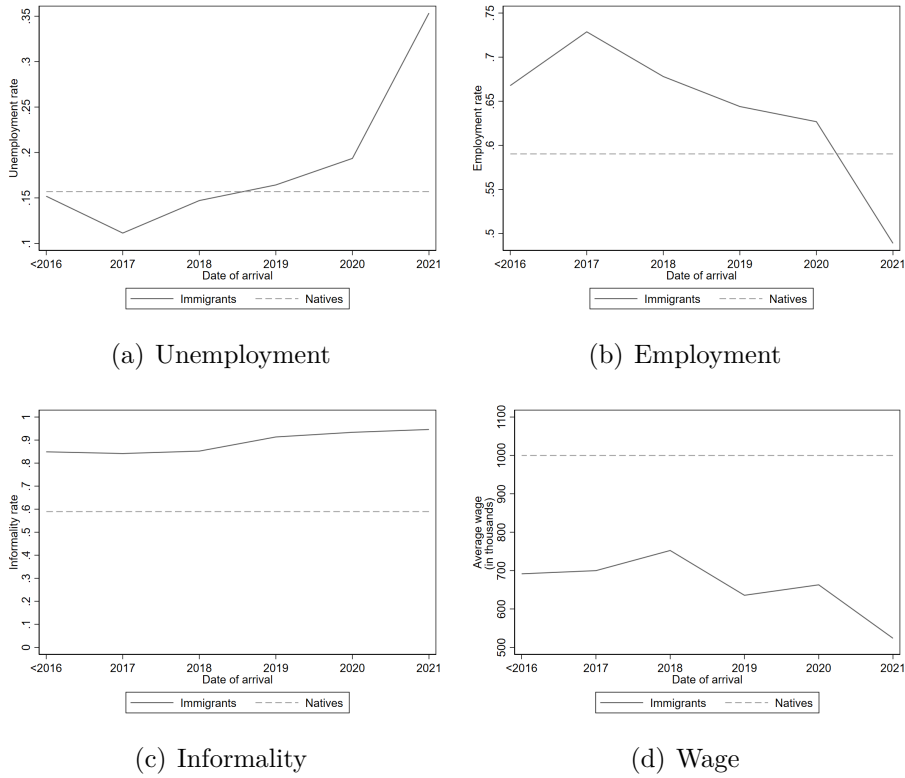 Unemployment rate
.35
.3
.25
.2
.15
.1
<2016 2017 2018 2019 2020 2021
Date of arrival
Immigrants Natives
(a) Unemployment
Employment rate
.75
.7
.65
.6
.55
.5
<2016 2017 2018 2019 2020 2021
Date of arrival
Immigrants Natives
(b) Employment
Informality rate
1
.9
.8
.7
.6
.5
.4
.3
.2
.1
0
<2016 2017 2018 2019 2020 2021
Date of arrival
Immigrants Natives
(c) Informality
Average wage
(in thousands)
1100
1000
900
800
700
600
500
<2016 2017 2018 2019 2020 2021
Date of arrival
Immigrants Natives
(d) Wage